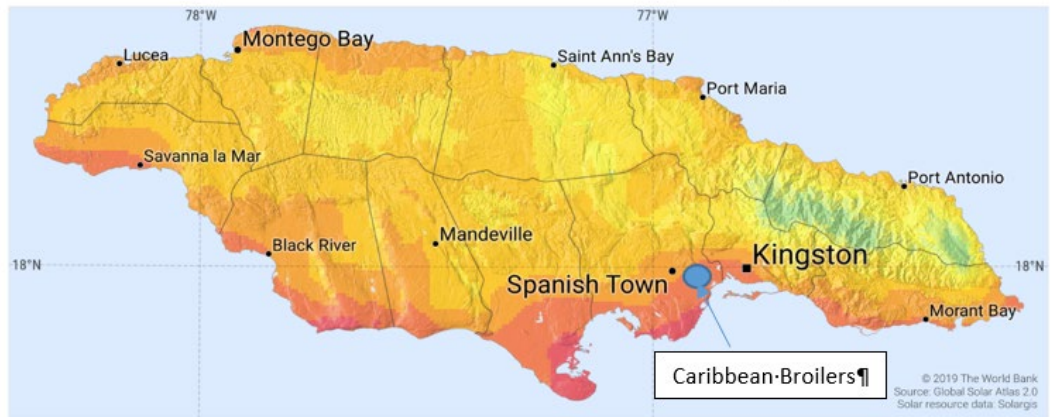 78°W
77°W
Lucea
Montego Bay
Saint Ann's Bay
Port Maria
Savanna la Mar
Port Antonio
Black River
Mandeville
18°N
Spanish Town
Kingston
18°N
Morant Bay
Caribbean·Broilers¶
© 2019 The World Bank
Source: Global Solar Atlas 2.0
Solar resource data: Solargis